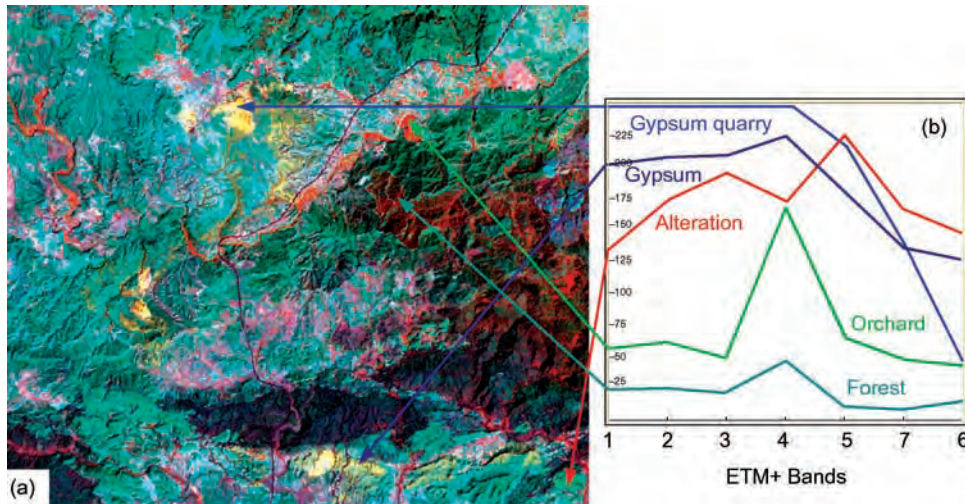 (a)
(b)
Gypsum quarry
Gypsum
Alteration
Orchard
Forest
225
200
175
150
125
100
75
50
25
1 2 3 4 5 7 6
ETM+ Bands